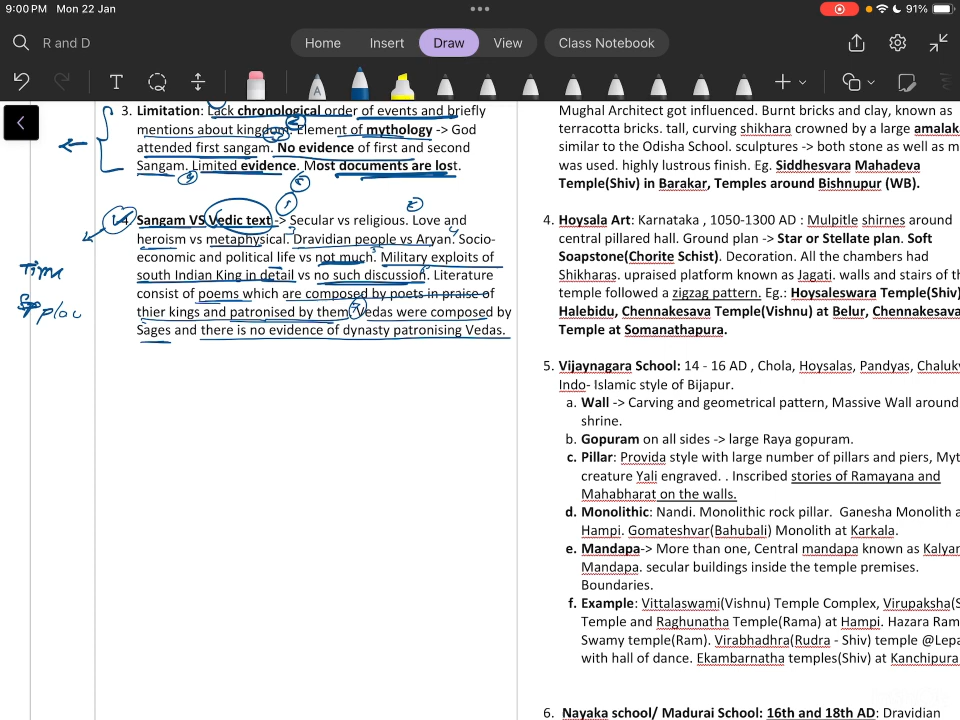 9:00 PM Mon 22 Jan
91%
R and D
Home Insert Draw View Class Notebook
T
A
3. Limitation: Lack chronological order of events and briefly
mentions about kingdom. Element of mythology -> God
attended first sangam. No evidence of first and second
Sangam. Limited evidence. Most documents are lost.
4. Sangam VS Vedic text -> Secular vs religious. Love and
heroism vs metaphysical. Dravidian people vs Aryan. Socio-
economic and political life vs not much. Military exploits of
south Indian King in detail vs no such discussion. Literature
consist of poems which are composed by poets in praise of
thier kings and patronised by them. Vedas were composed by
Sages and there is no evidence of dynasty patronising Vedas.
Time
Mughal Architect got influenced. Burnt bricks and clay, known as
terracotta bricks. tall, curving shikhara crowned by a large amalak
similar to the Odisha School. sculptures -> both stone as well as m
was used. highly lustrous finish. Eg. Siddhesvara Mahadeva
Temple(Shiv) in Barakar, Temples around Bishnupur (WB).
4. Hoysala Art: Karnataka , 1050-1300 AD : Mulpitle shirnes around
central pillared hall. Ground plan -> Star or Stellate plan. Soft
Soapstone(Chorite Schist). Decoration. All the chambers had
Shikharas. upraised platform known as Jagati. walls and stairs of th
temple followed a zigzag pattern. Eg.: Hoysaleswara Temple(Shiv)
Halebidu, Chennakesava Temple(Vishnu) at Belur, Chennakesava
Temple at Somanathapura.
5. Vijaynagara School: 14 - 16 AD , Chola, Hoysalas, Pandyas, Chaluk
Indo- Islamic style of Bijapur.
a. Wall -> Carving and geometrical pattern, Massive Wall around
shrine.
b. Gopuram on all sides -> large Raya gopuram.
c. Pillar: Provida style with large number of pillars and piers, Myt
creature Yali engraved. . Inscribed stories of Ramayana and
Mahabharat on the walls.
d. Monolithic: Nandi. Monolithic rock pillar. Ganesha Monolith a
Hampi. Gomateshvar(Bahubali) Monolith at Karkala.
e. Mandapa-> More than one, Central mandapa known as Kalyan
Mandapa. secular buildings inside the temple premises.
Boundaries.
f. Example: Vittallaswami(Vishnu) Temple Complex, Virupaksha(S
Temple and Raghunatha Temple(Rama) at Hampi. Hazara Ram
Swamy temple(Ram). Virabhadhra(Rudra - Shiv) temple @Lepa
with hall of dance. Ekambarnatha temples(Shiv) at Kanchipura
6. Nayaka school/ Madurai School: 16th and 18th AD: Dravidian